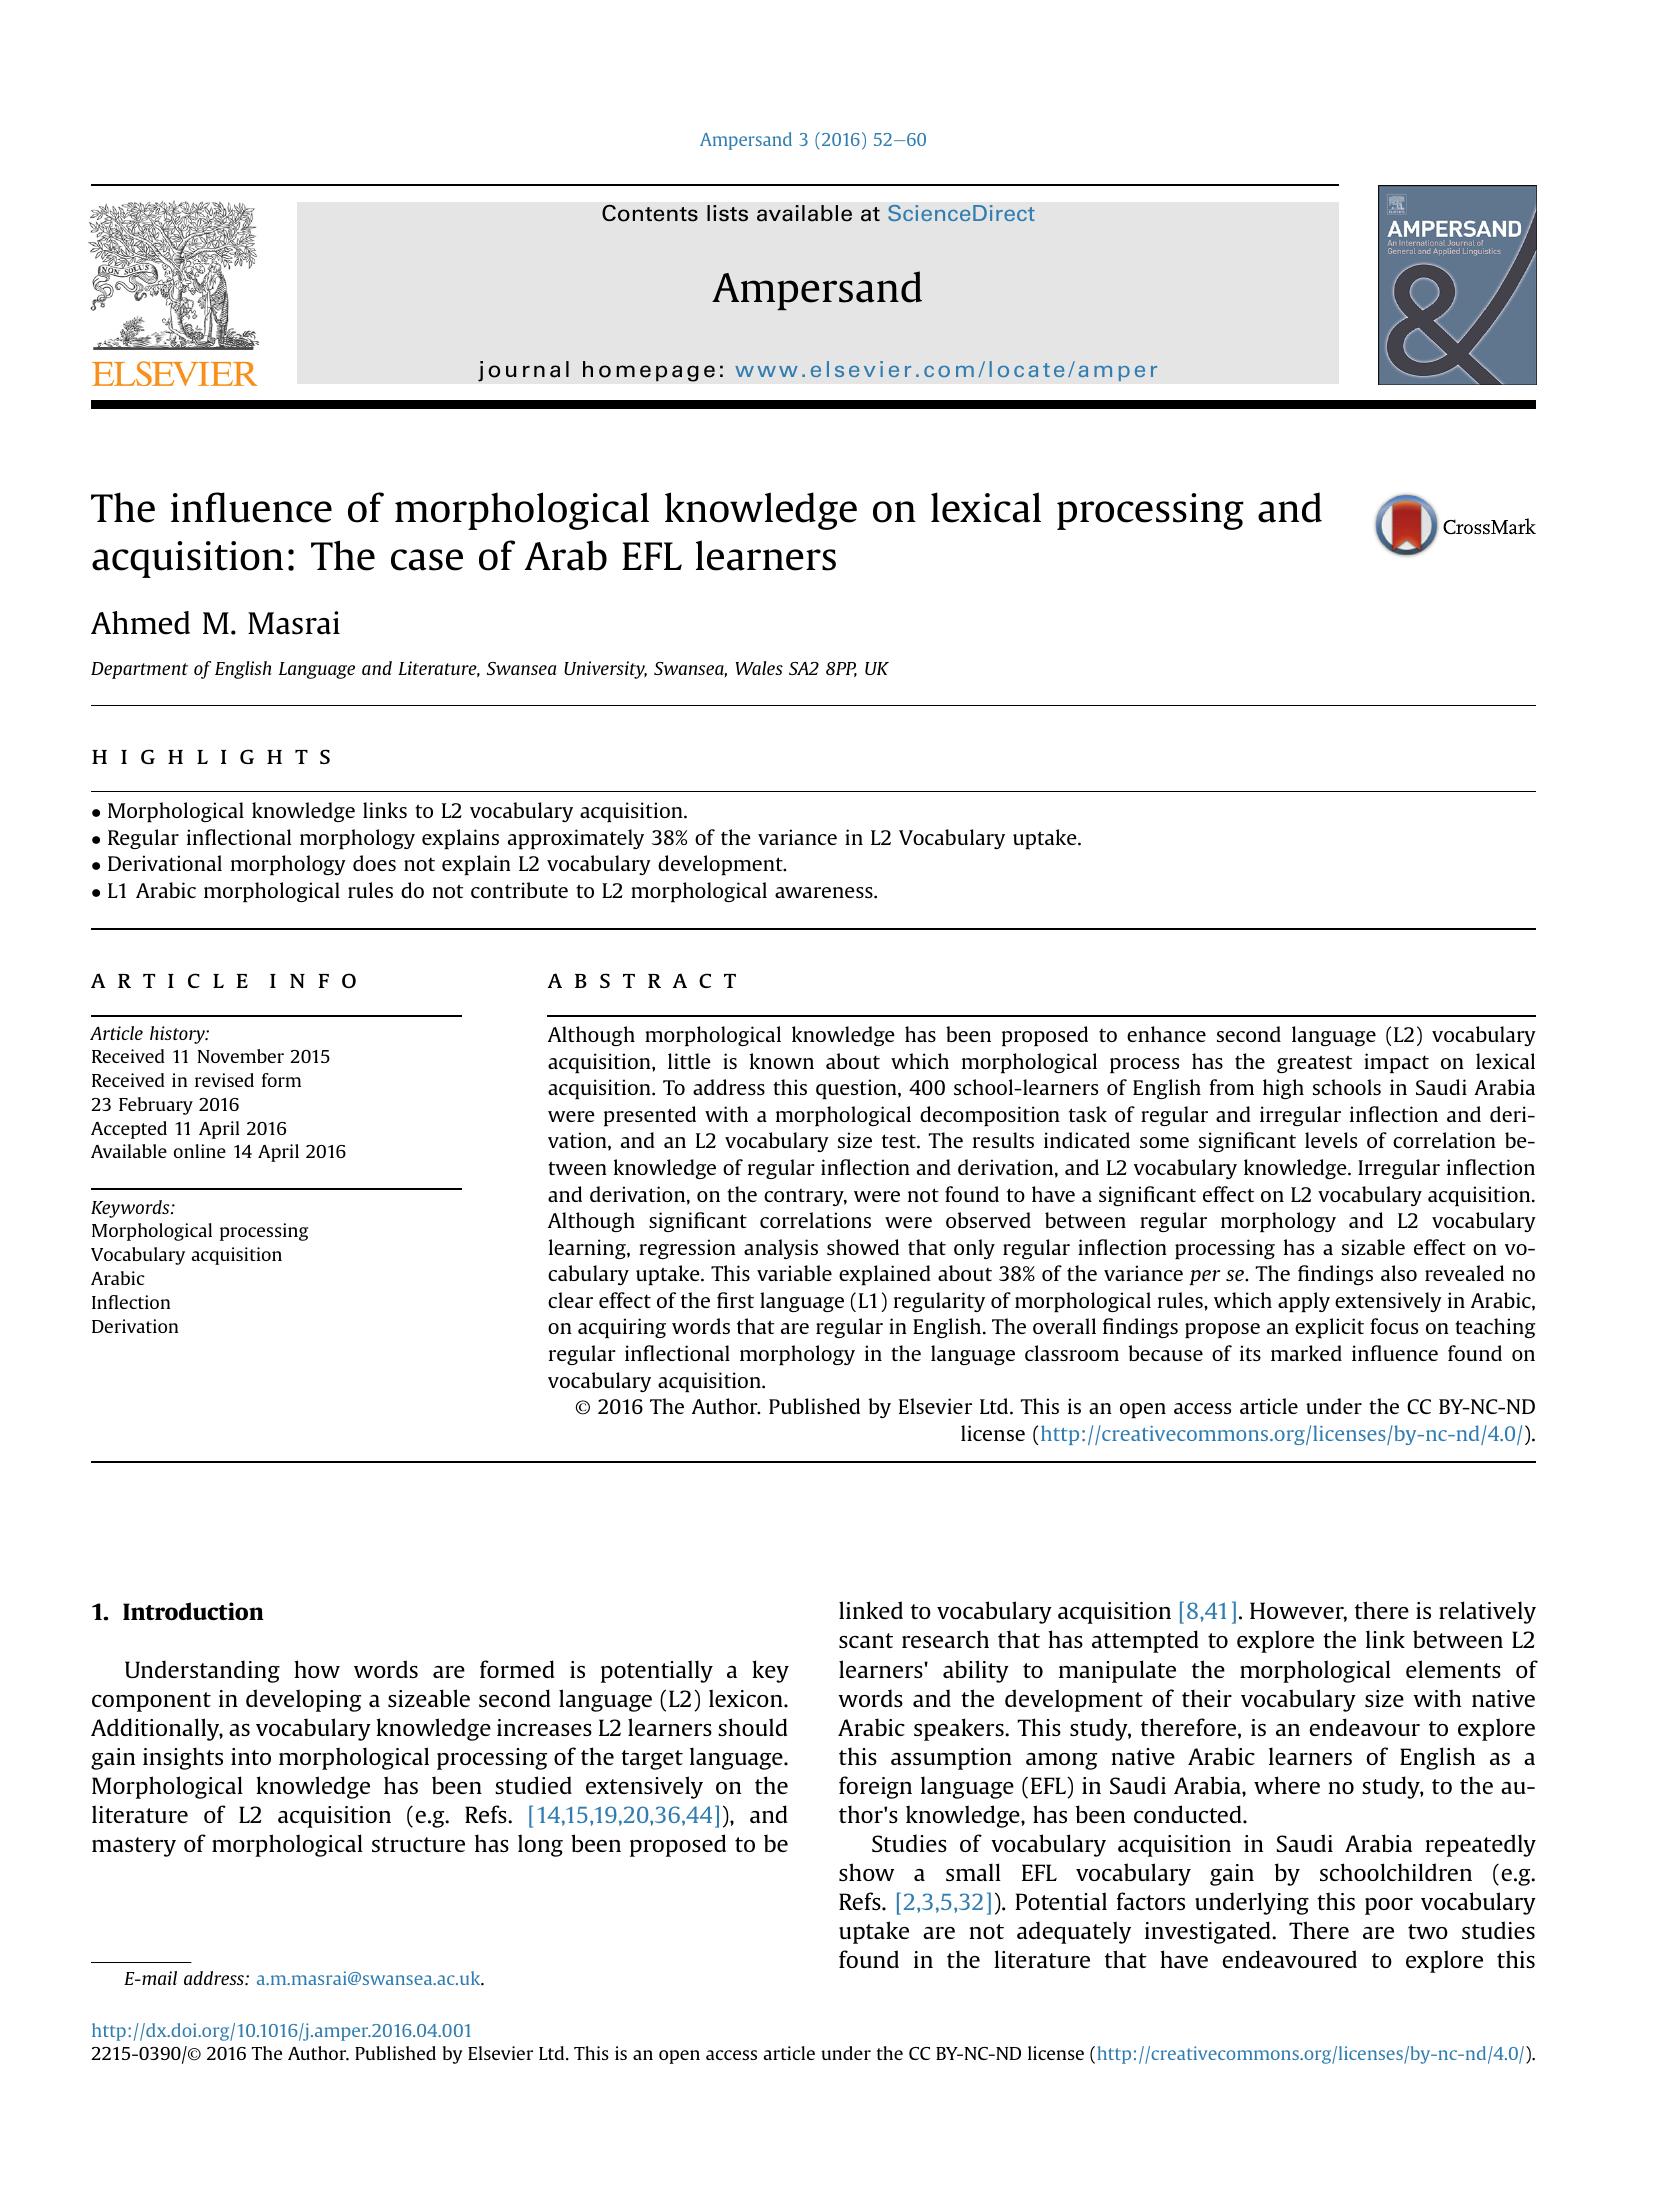 Ampersand 3 (2016) 52–60
Contents lists available at ScienceDirect
Ampersand
journal homepage: www.elsevier.com/locate/amper
NON SOLUS
ELSEVIER
AMPERSAND
An International Journal of
General and Applied Linguistics
&
The influence of morphological knowledge on lexical processing and
acquisition: The case of Arab EFL learners
CrossMark
Ahmed M. Masrai
Department of English Language and Literature, Swansea University, Swansea, Wales SA2 8PP, UK
HIGHLIGHTS
• Morphological knowledge links to L2 vocabulary acquisition.
• Regular inflectional morphology explains approximately 38% of the variance in L2 Vocabulary uptake.
• Derivational morphology does not explain L2 vocabulary development.
• L1 Arabic morphological rules do not contribute to L2 morphological awareness.
ARTICLE INFO
Article history:
Received 11 November 2015
Received in revised form
23 February 2016
Accepted 11 April 2016
Available online 14 April 2016
Keywords:
Morphological processing
Vocabulary acquisition
Arabic
Inflection
Derivation
ABSTRACT
Although morphological knowledge has been proposed to enhance second language (L2) vocabulary
acquisition, little is known about which morphological process has the greatest impact on lexical
acquisition. To address this question, 400 school-learners of English from high schools in Saudi Arabia
were presented with a morphological decomposition task of regular and irregular inflection and deri-
vation, and an L2 vocabulary size test. The results indicated some significant levels of correlation be-
tween knowledge of regular inflection and derivation, and L2 vocabulary knowledge. Irregular inflection
and derivation, on the contrary, were not found to have a significant effect on L2 vocabulary acquisition.
Although significant correlations were observed between regular morphology and L2 vocabulary
learning, regression analysis showed that only regular inflection processing has a sizable effect on vo-
cabulary uptake. This variable explained about 38% of the variance per se. The findings also revealed no
clear effect of the first language (L1) regularity of morphological rules, which apply extensively in Arabic,
on acquiring words that are regular in English. The overall findings propose an explicit focus on teaching
regular inflectional morphology in the language classroom because of its marked influence found on
vocabulary acquisition.
© 2016 The Author. Published by Elsevier Ltd. This is an open access article under the CC BY-NC-ND
license (http://creativecommons.org/licenses/by-nc-nd/4.0/).
1. Introduction
Understanding how words are formed is potentially a key
component in developing a sizeable second language (L2) lexicon.
Additionally, as vocabulary knowledge increases L2 learners should
gain insights into morphological processing of the target language.
Morphological knowledge has been studied extensively on the
literature of L2 acquisition (e.g. Refs. [14,15,19,20,36,44]), and
mastery of morphological structure has long been proposed to be
linked to vocabulary acquisition [8,41]. However, there is relatively
scant research that has attempted to explore the link between L2
learners' ability to manipulate the morphological elements of
words and the development of their vocabulary size with native
Arabic speakers. This study, therefore, is an endeavour to explore
this assumption among native Arabic learners of English as a
foreign language (EFL) in Saudi Arabia, where no study, to the au-
thor's knowledge, has been conducted.
Studies of vocabulary acquisition in Saudi Arabia repeatedly
show a small EFL vocabulary gain by schoolchildren (e.g.
Refs. [2,3,5,32]). Potential factors underlying this poor vocabulary
uptake are not adequately investigated. There are two studies
found in the literature that have endeavoured to explore this
E-mail address: a.m.masrai@swansea.ac.uk.
http://dx.doi.org/10.1016/j.amper.2016.04.001
2215-0390/© 2016 The Author. Published by Elsevier Ltd. This is an open access article under the CC BY-NC-ND license (http://creativecommons.org/licenses/by-nc-nd/4.0/).